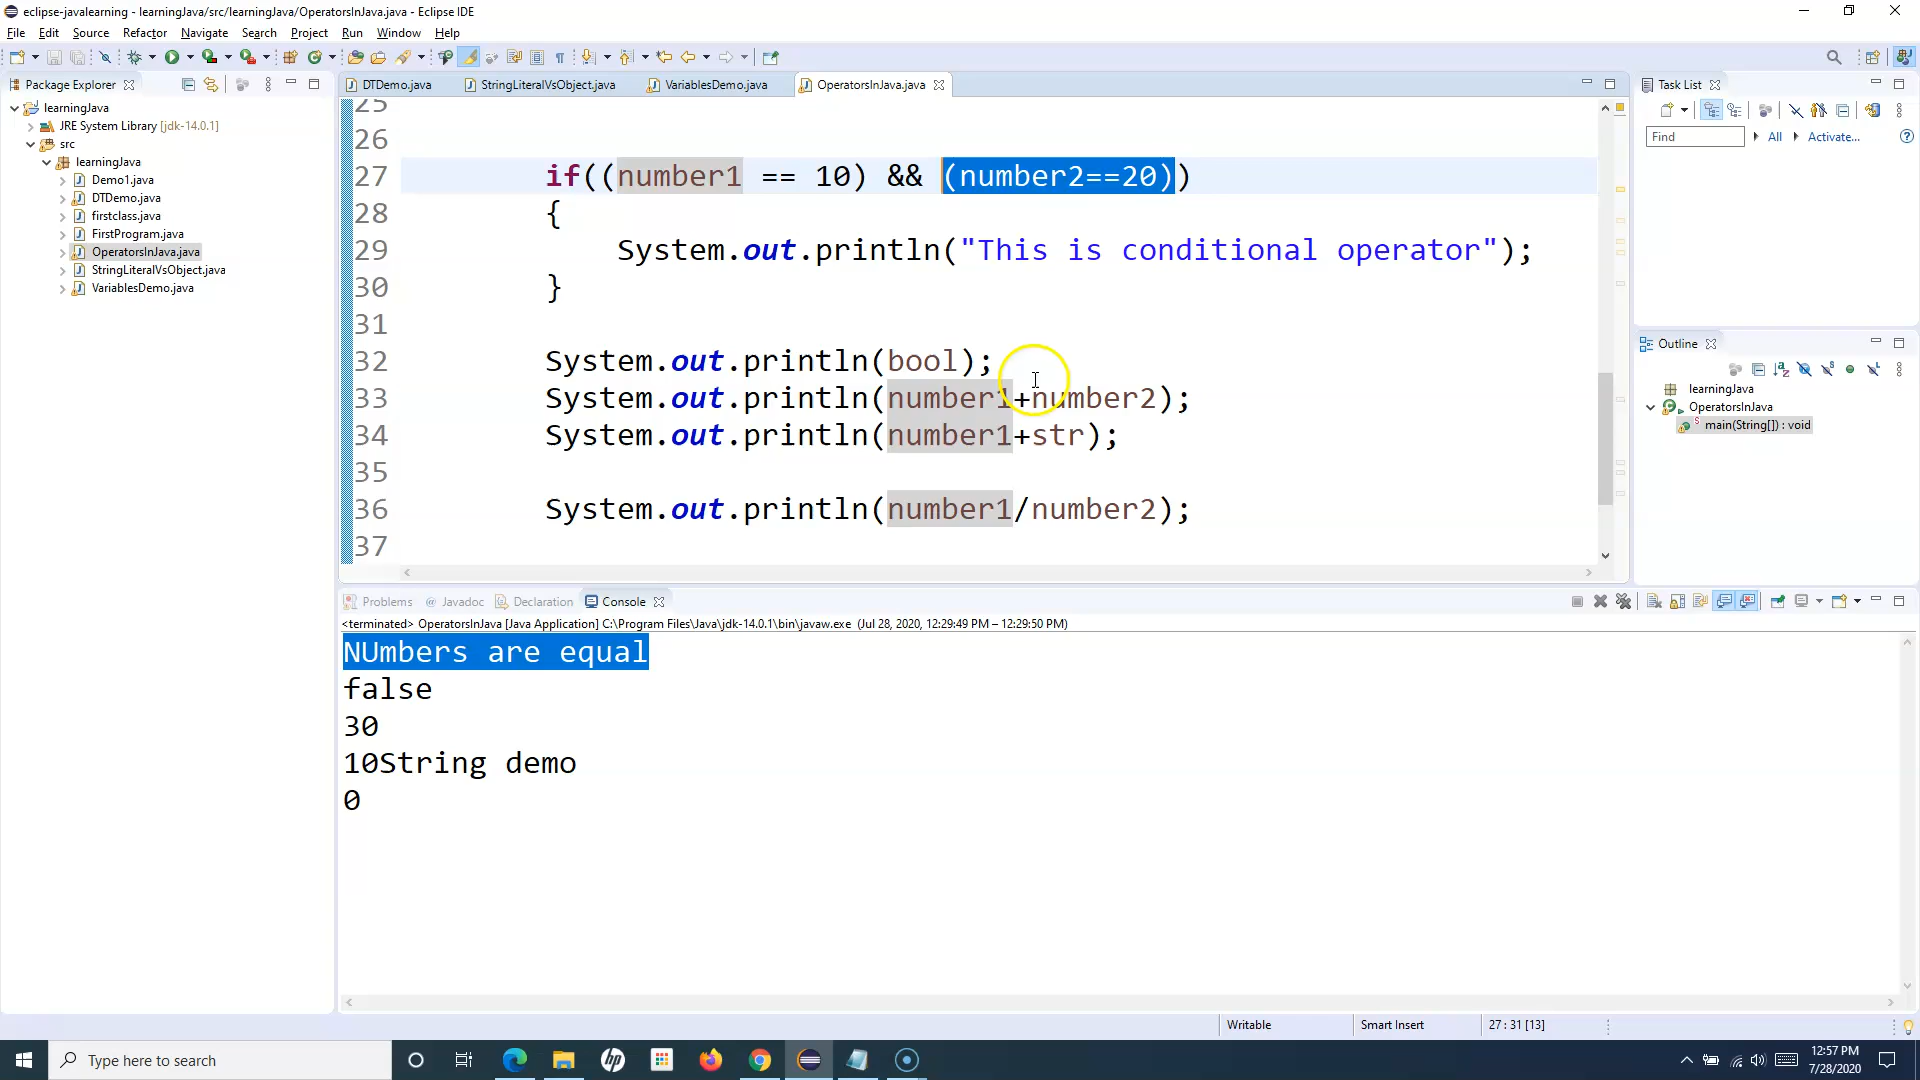 eclipse-javalearning - learningJava/src/learningJava/OperatorsInJava.java - Eclipse IDE
File Edit Source Refactor Navigate Search Project Run Window Help
Package Explorer
learningJava
JRE System Library [jdk-14.0.1]
src
learningJava
Demo1.java
DTDemo.java
firstclass.java
FirstProgram.java
OperatorsInJava.java
StringLiteralVsObject.java
VariablesDemo.java
DTDemo.java StringLiteralVsObject.java VariablesDemo.java OperatorsInJava.java
25
26
27 if((number1 == 10) && (number2==20))
28 {
29 System.out.println("This is conditional operator");
30 }
31
32 System.out.println(bool);
33 System.out.println(number1+number2);
34 System.out.println(number1+str);
35
36 System.out.println(number1/number2);
37
Task List
Find All Activate...
Outline
learningJava
OperatorsInJava
main(String[]) : void
Problems @ Javadoc Declaration Console
<terminated> OperatorsInJava [Java Application] C:\Program Files\Java\jdk-14.0.1\bin\javaw.exe (Jul 28, 2020, 12:29:49 PM – 12:29:50 PM)
NUmbers are equal
false
30
10String demo
0
Writable Smart Insert 27 : 31 [13]
Type here to search
hp
12:57 PM
7/28/2020